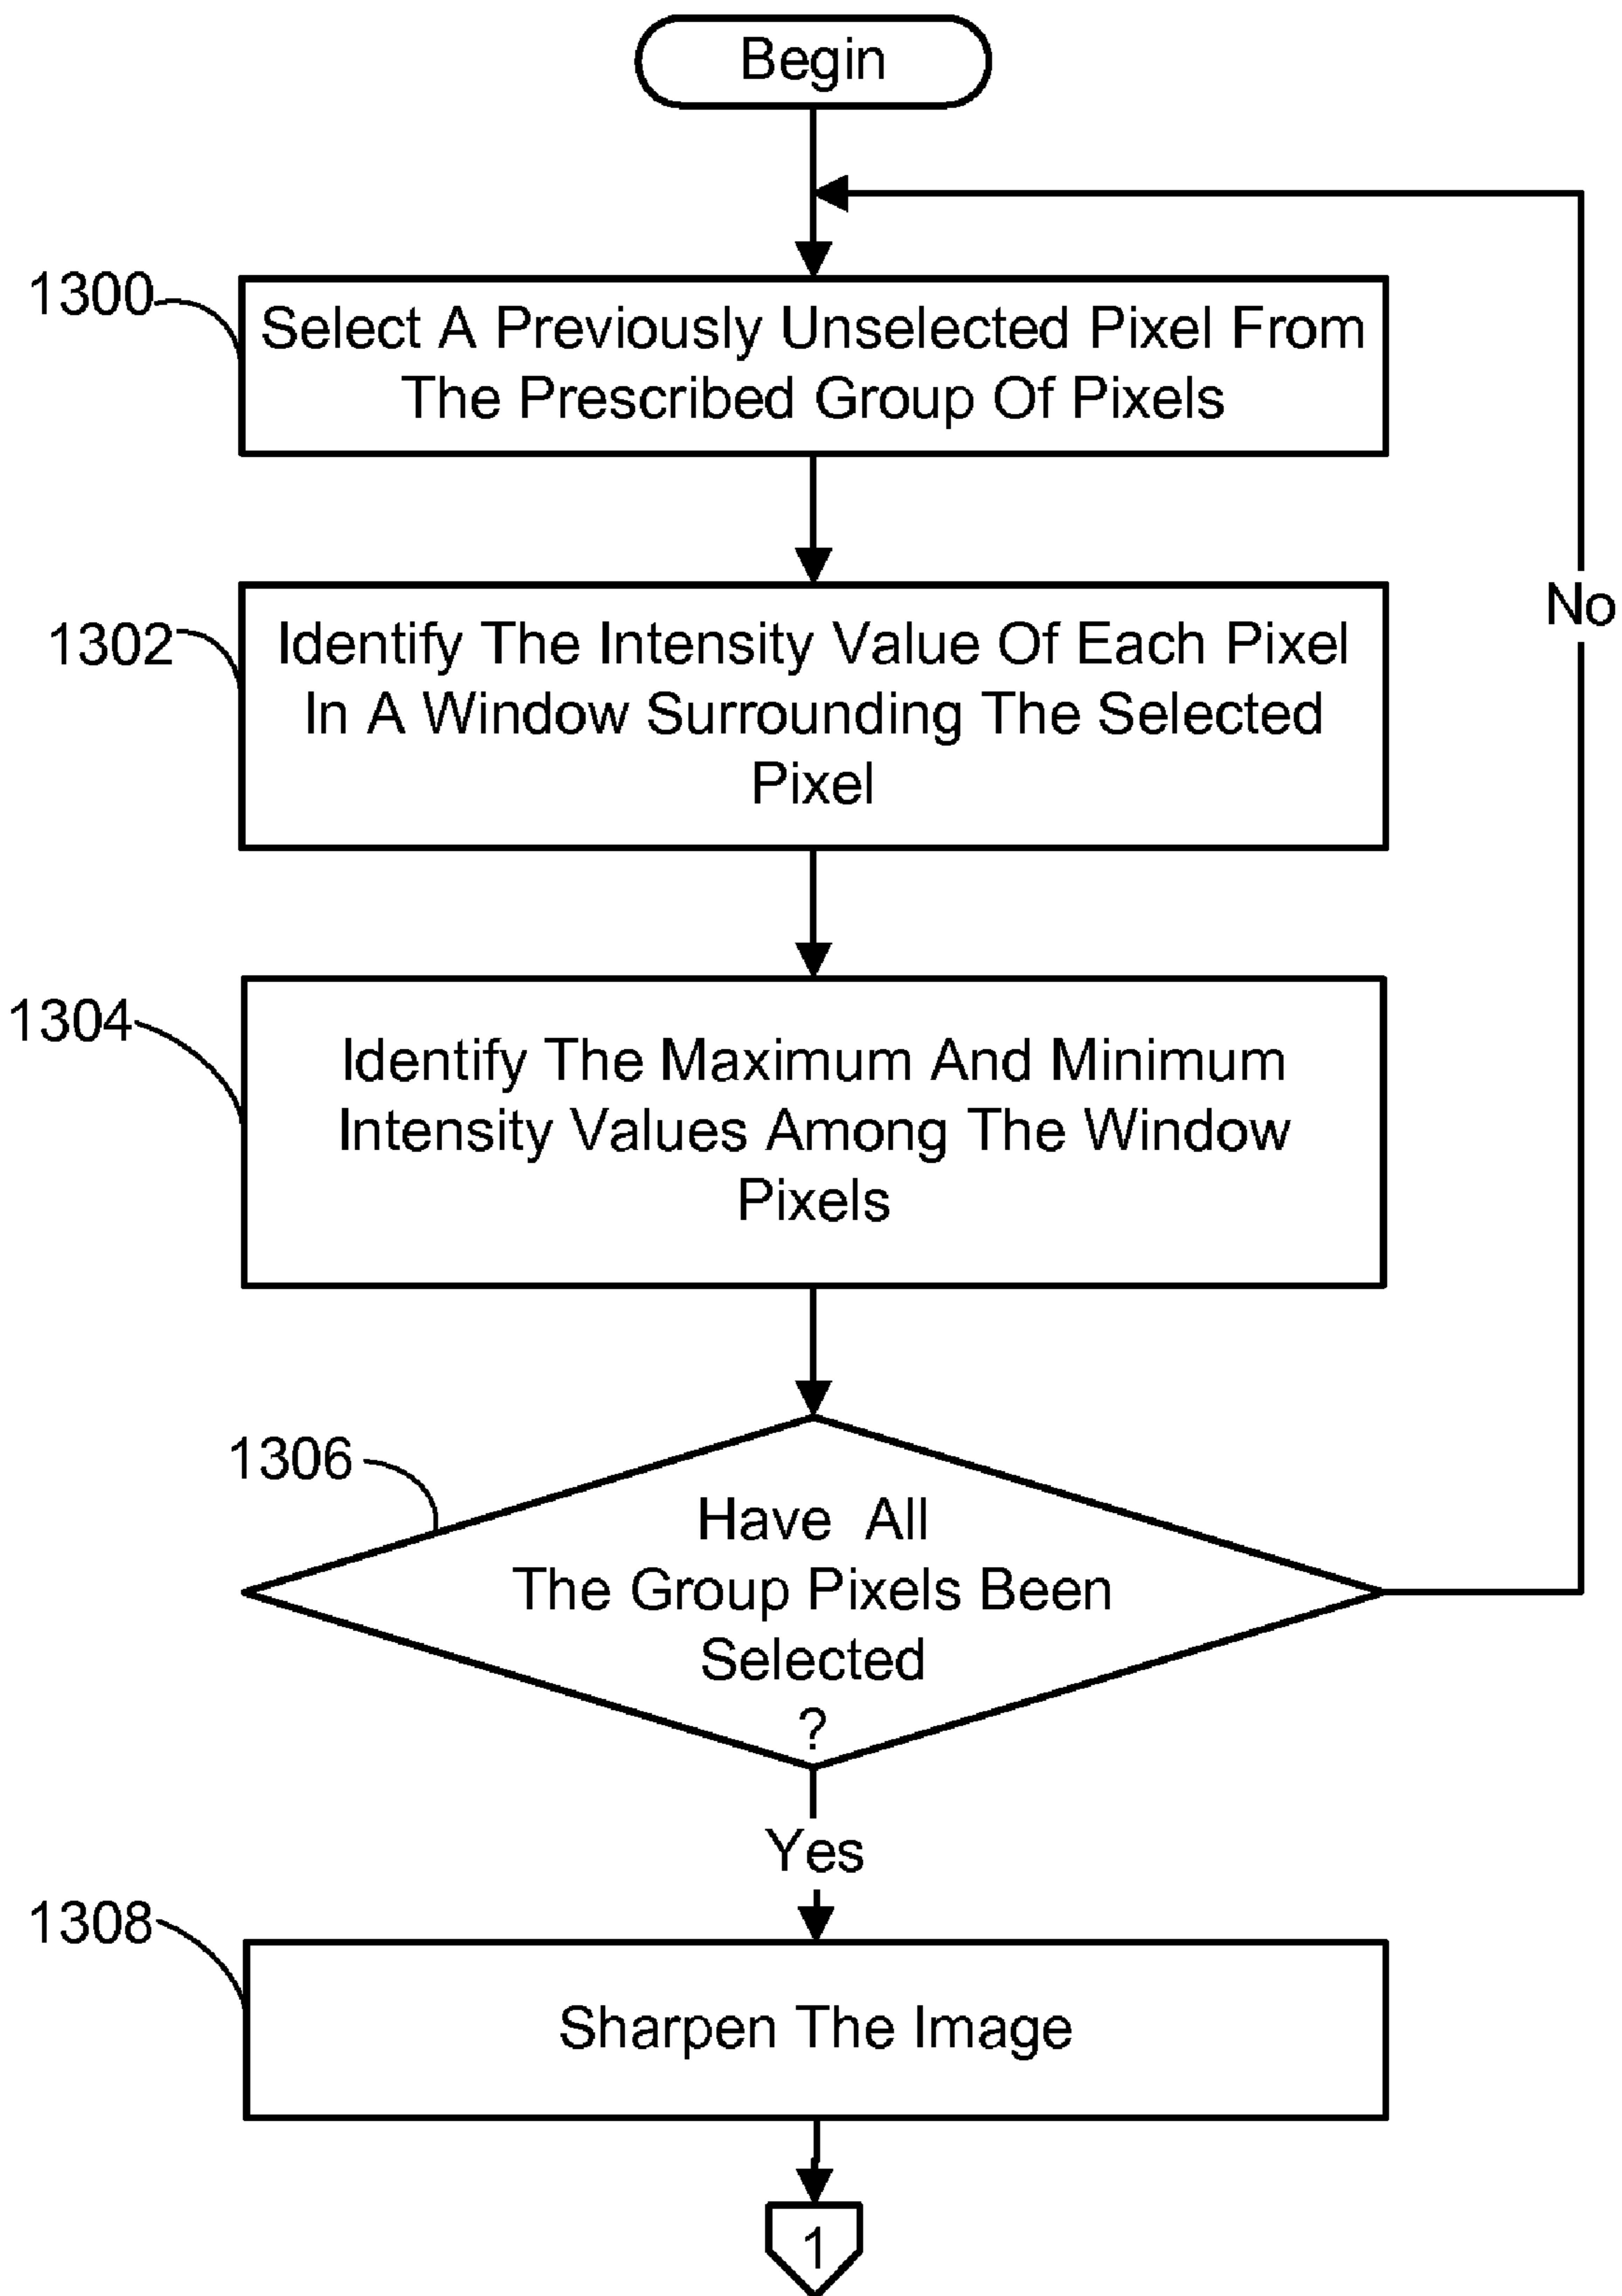 Begin
1300
Select A Previously Unselected Pixel From
The Prescribed Group Of Pixels
1302
Identify The Intensity Value Of Each Pixel
In A Window Surrounding The Selected
Pixel
No
1304
Identify The Maximum And Minimum
Intensity Values Among The Window
Pixels
1306
Have All
The Group Pixels Been
Selected
?
Yes
1308
Sharpen The Image
1